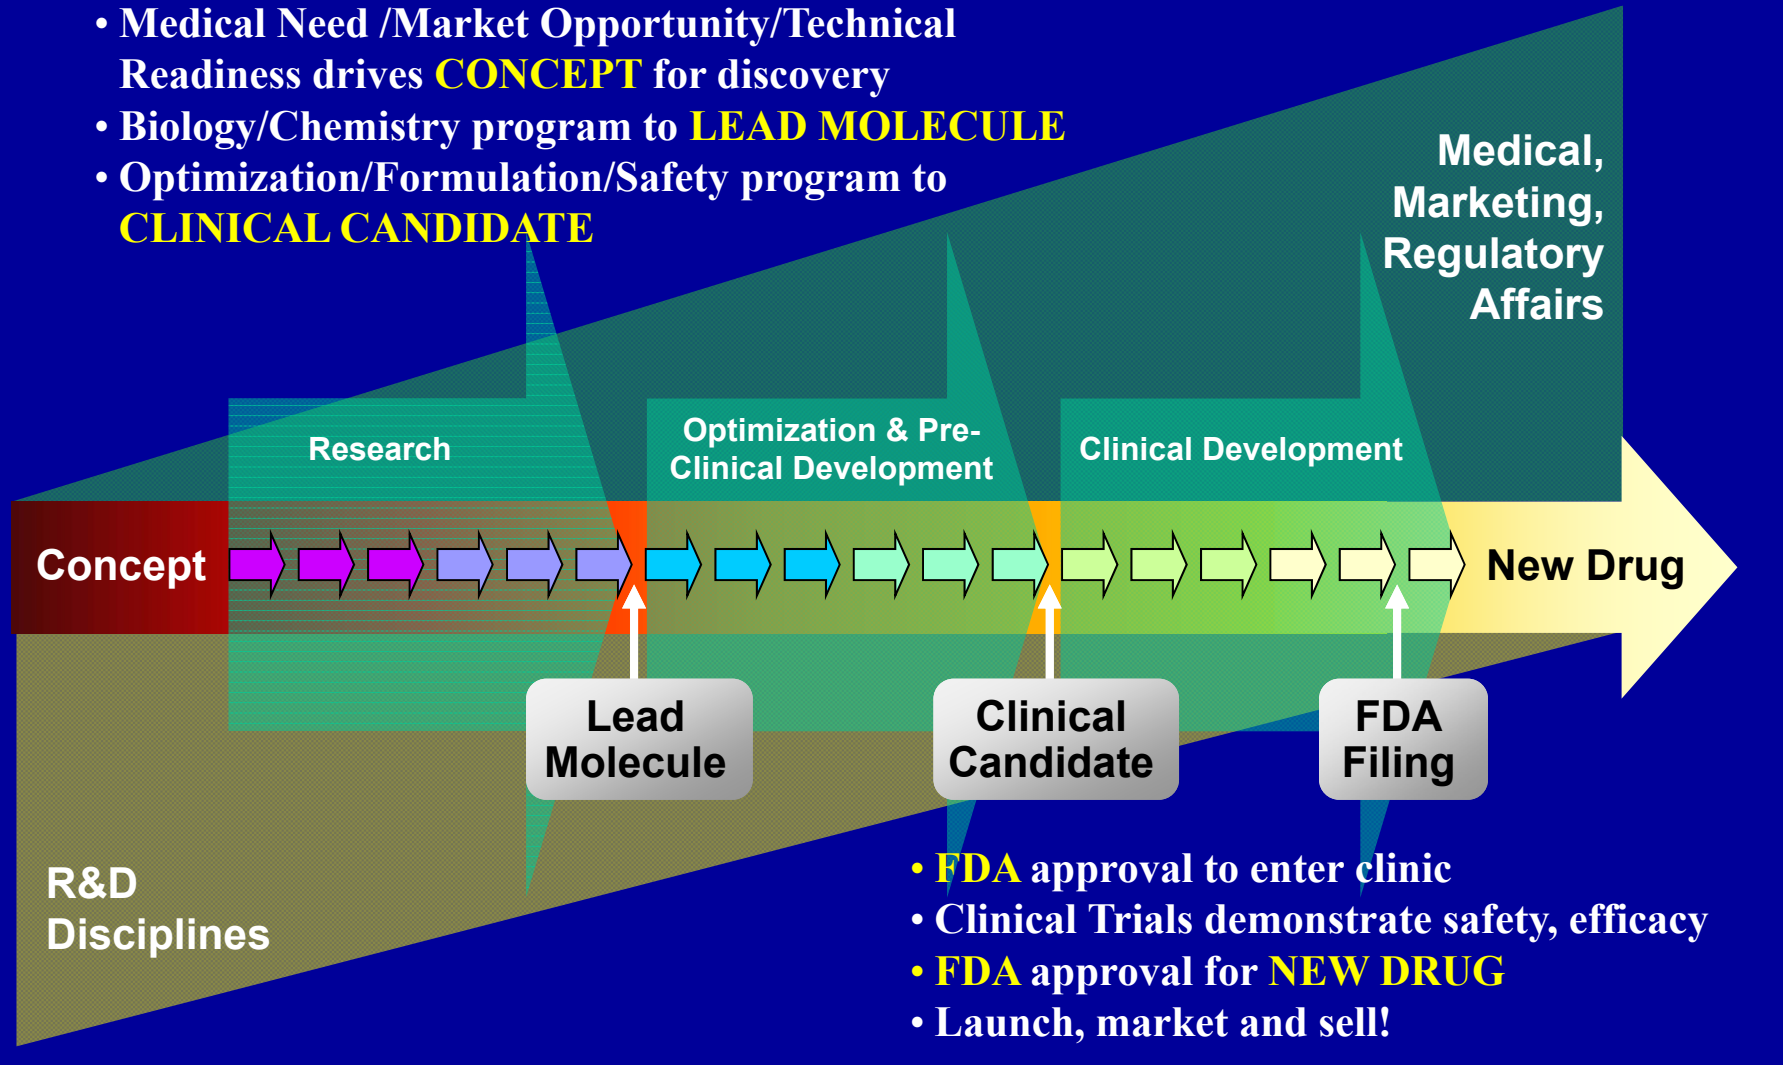 • Medical Need /Market Opportunity/Technical
Readiness drives CONCEPT for discovery
• Biology/Chemistry program to LEAD MOLECULE
• Optimization/Formulation/Safety program to
CLINICAL CANDIDATE
Medical,
Marketing,
Regulatory
Affairs
Research
Optimization & Pre-
Clinical Development
Clinical Development
Concept
New Drug
Lead
Molecule
Clinical
Candidate
FDA
Filing
R&D
Disciplines
• FDA approval to enter clinic
• Clinical Trials demonstrate safety, efficacy
• FDA approval for NEW DRUG
• Launch, market and sell!